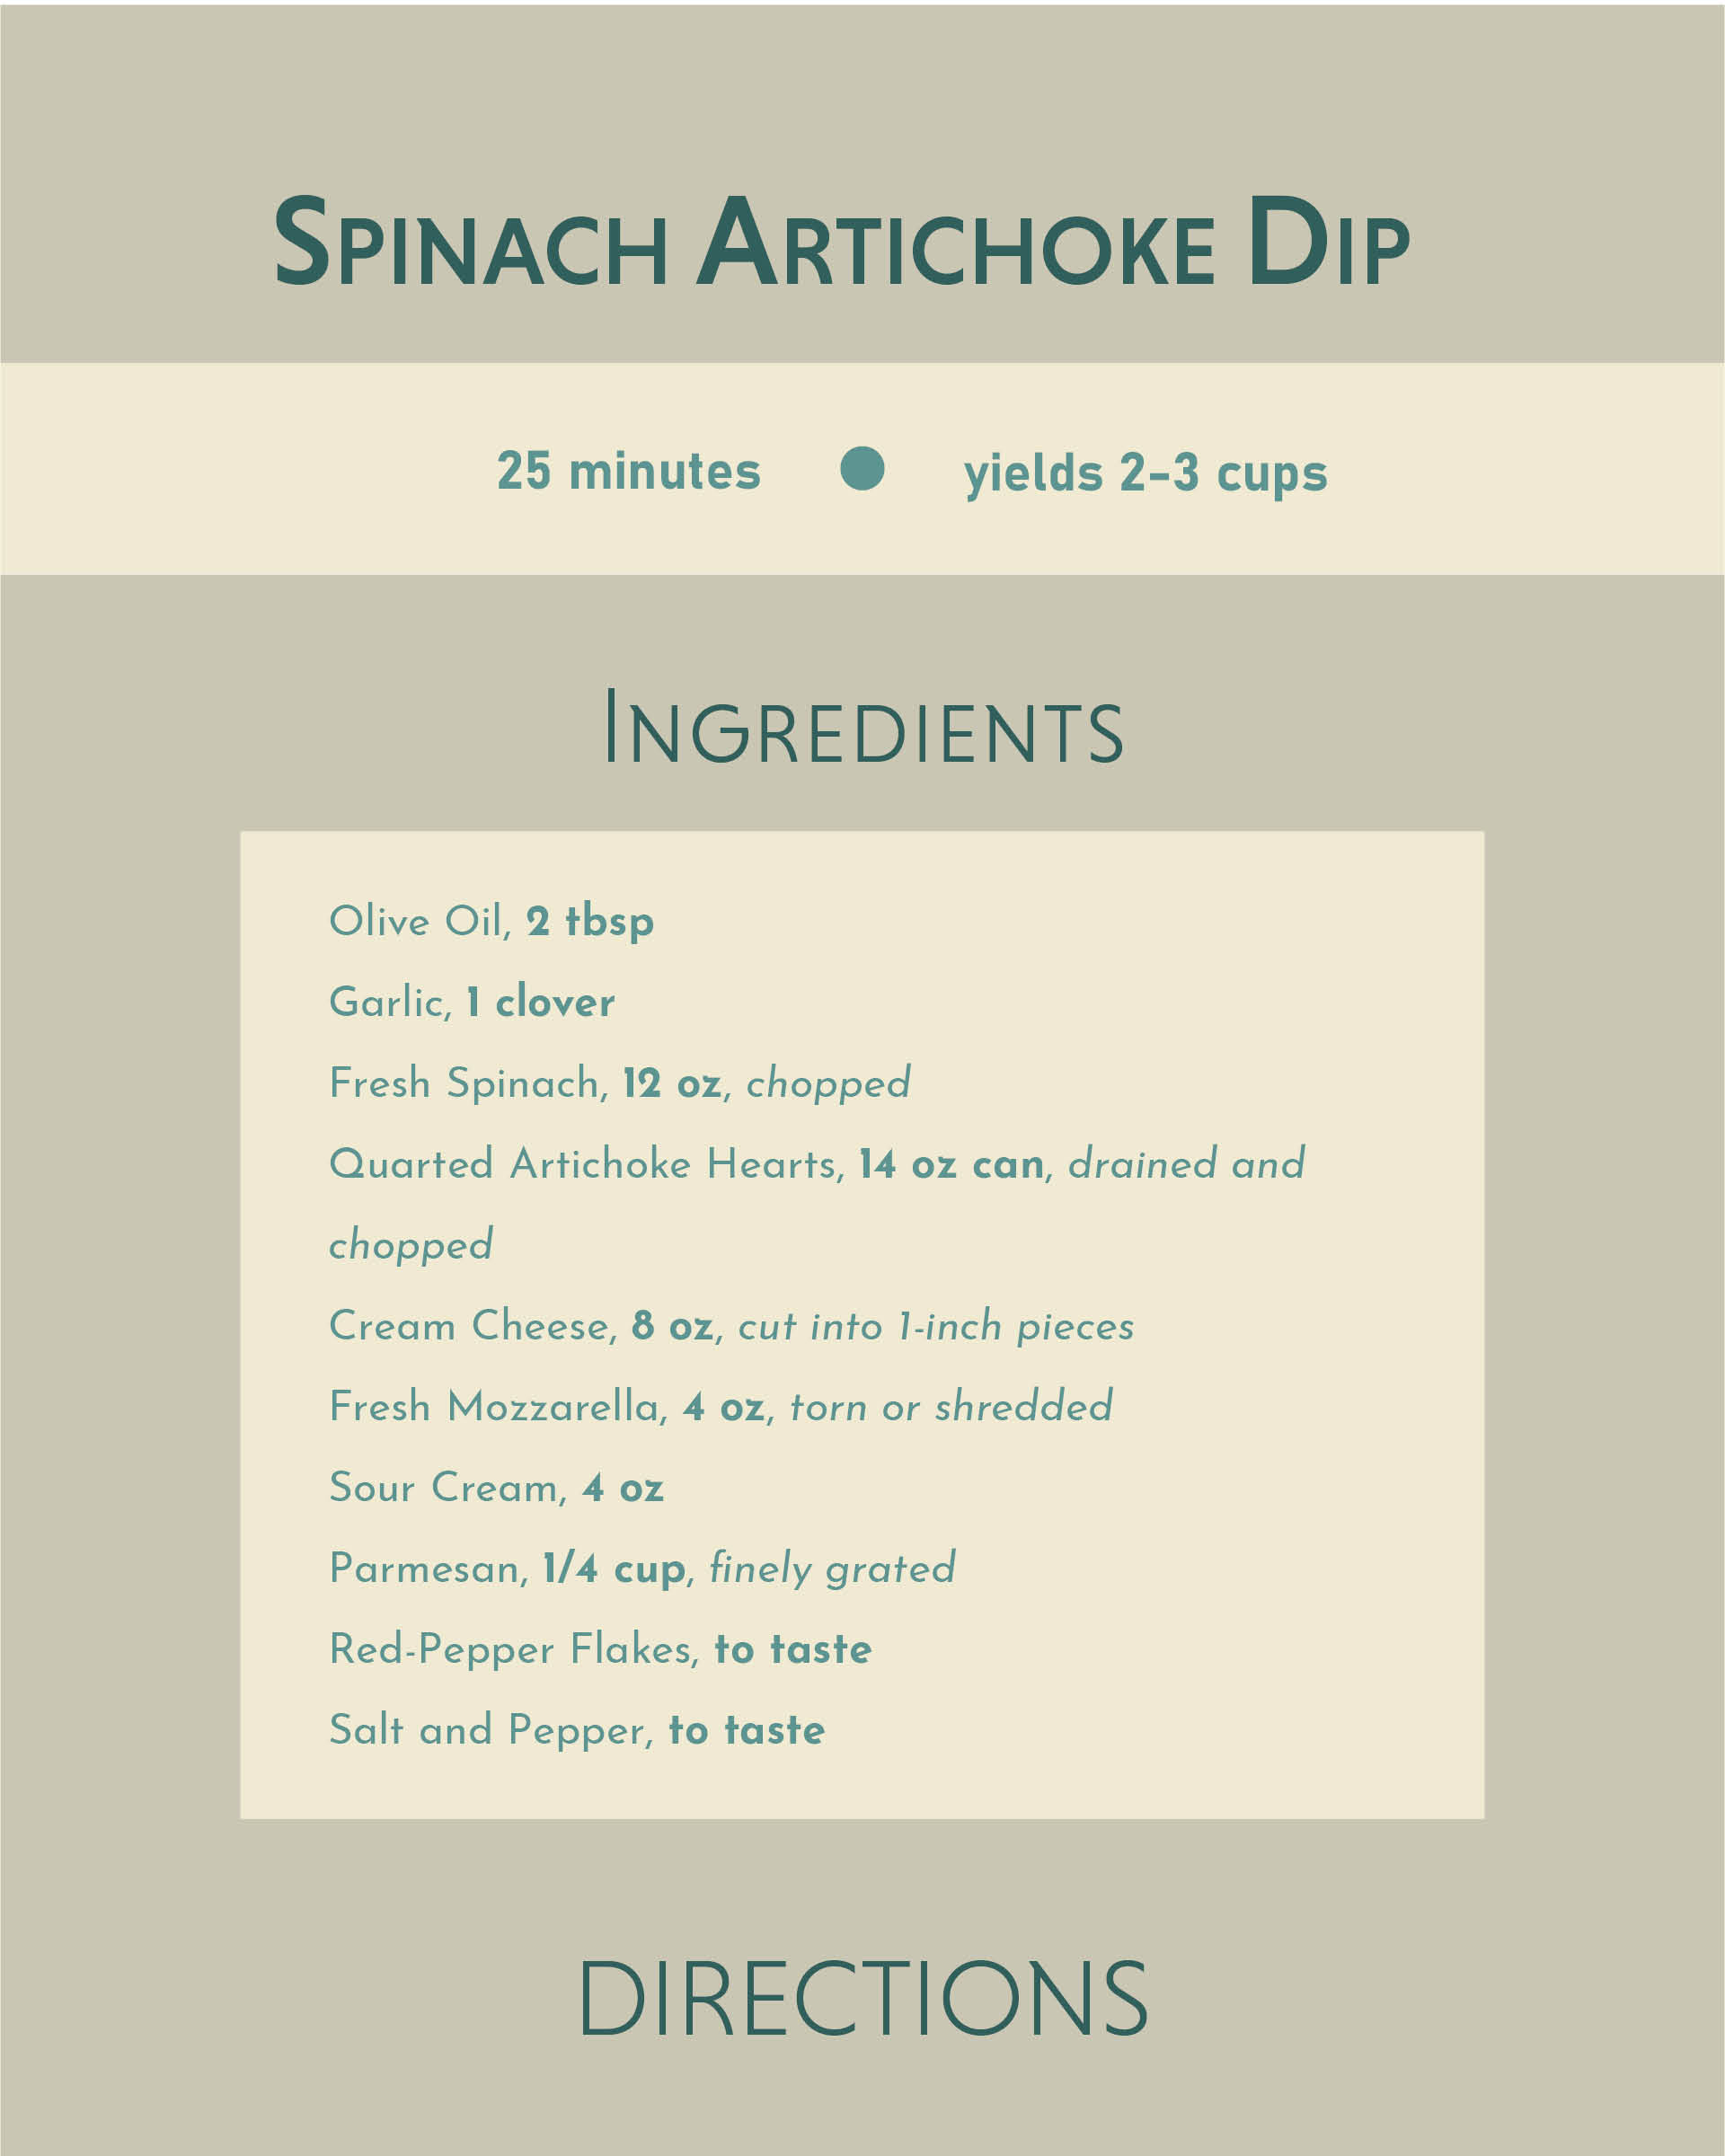 Spinach Artichoke Dip
25 minutes ● yields 2-3 cups
Ingredients
Olive Oil, 2 tbsp
Garlic, 1 clover
Fresh Spinach, 12 oz, chopped
Quarted Artichoke Hearts, 14 oz can, drained and
chopped
Cream Cheese, 8 oz, cut into 1-inch pieces
Fresh Mozzarella, 4 oz, torn or shredded
Sour Cream, 4 oz
Parmesan, 1/4 cup, finely grated
Red-Pepper Flakes, to taste
Salt and Pepper, to taste
DIRECTIONS